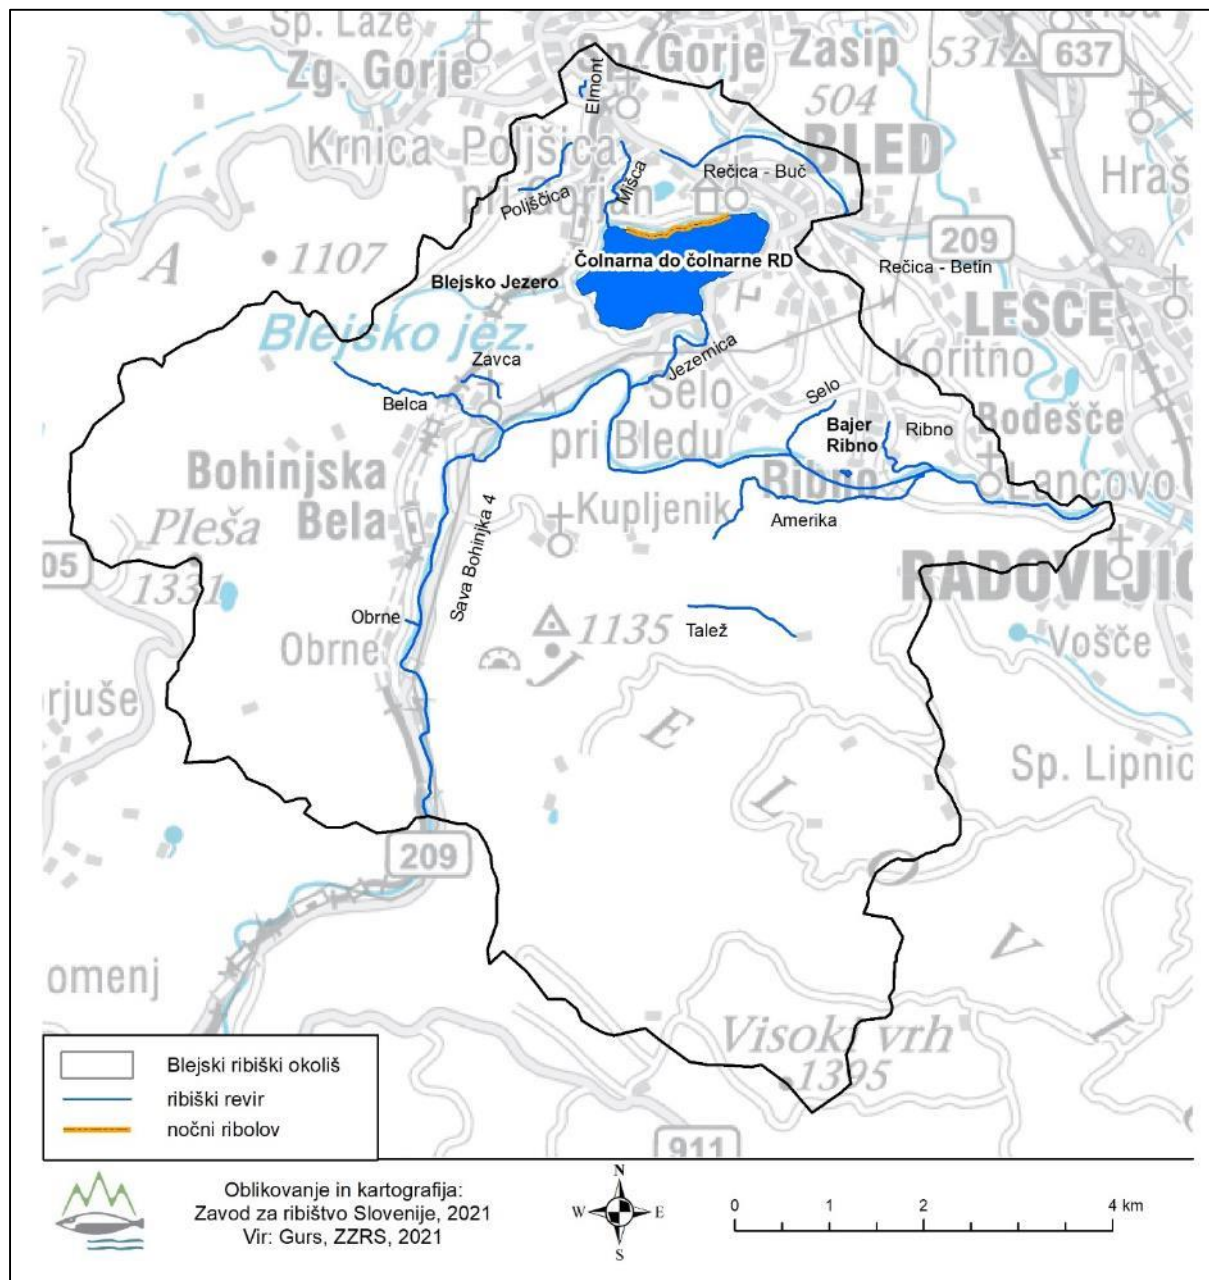 Sp. Laze
Zg. Gorje
Sp. Gorje
Zasip
531
637
504
Elmont
Krnica
Poljšica
pri Gorjah
BLED
Hraš
Rečica - Buč
Mišca
Poljščica
209
A
1107
Čolnarna do čolnarne RD
Rečica - Betin
Blejsko Jezero
LESCE
Blejsko jez.
Koritno
Zavca
Jezernica
Belca
Selo
pri Bledu
Selo
Bajer
Ribno
Ribno
Bodešče
Bohinjska
Bela
Ribno
Lancovo
Pleša
1331
Kupljenik
Amerika
Sava Bohinjka 4
05
RADOVLJIC
Obrne
Obrne
1135
Talež
Vošče
rjuše
J
E
L
O
V
I
Sp. Lipnic
209
omenj
Visoki vrh
1395
911
Blejski ribiški okoliš
ribiški revir
nočni ribolov
Oblikovanje in kartografija:
Zavod za ribištvo Slovenije, 2021
Vir: Gurs, ZZRS, 2021
N
W E
S
0 1 2 4 km